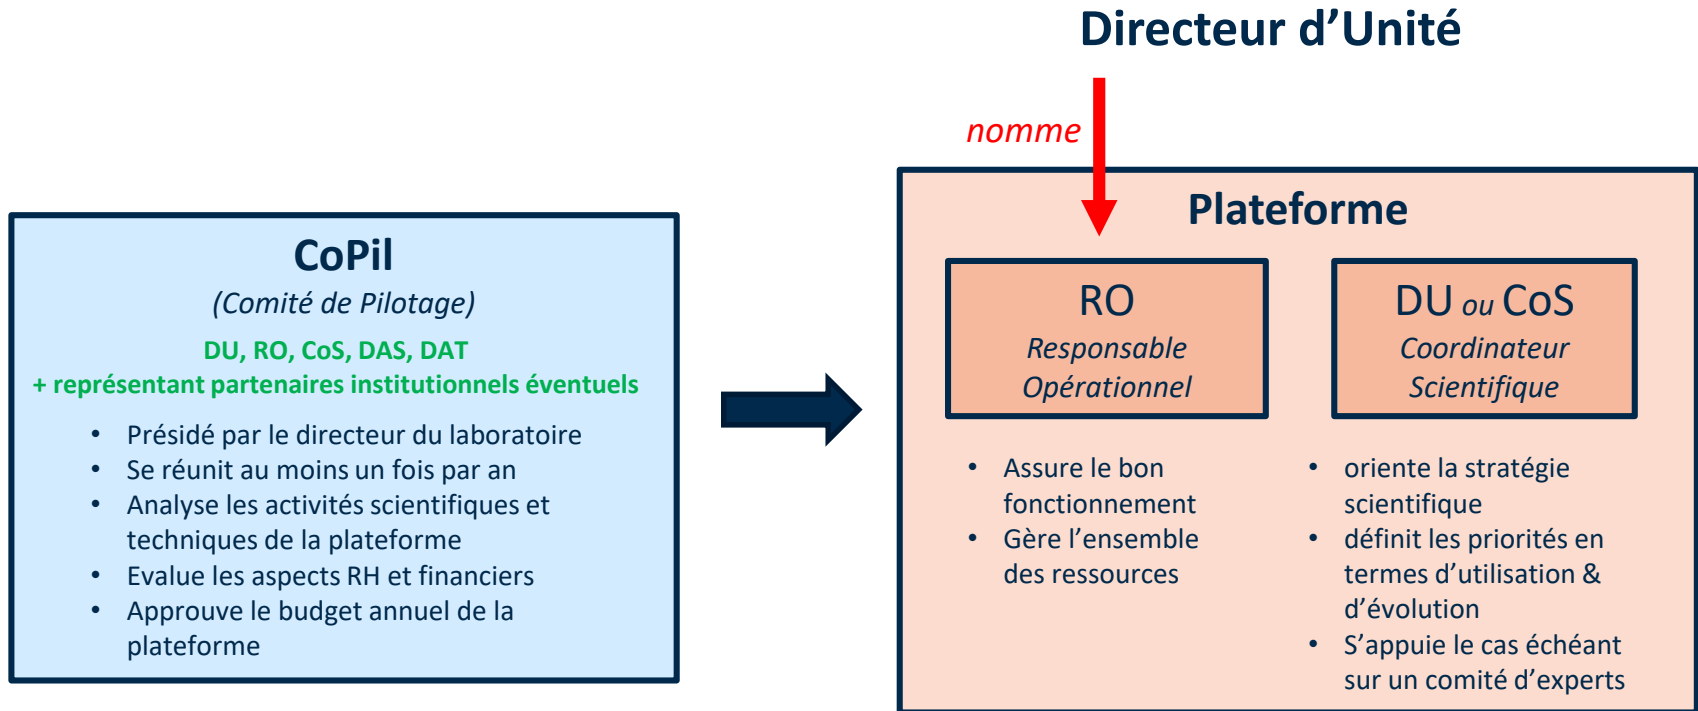 Directeur d’Unité
nomme
CoPil
(Comité de Pilotage)
DU, RO, CoS, DAS, DAT
+ représentant partenaires institutionnels éventuels
• Présidé par le directeur du laboratoire
• Se réunit au moins un fois par an
• Analyse les activités scientifiques et
techniques de la plateforme
• Evalue les aspects RH et financiers
• Approuve le budget annuel de la
plateforme
Plateforme
RO
Responsable
Opérationnel
• Assure le bon
fonctionnement
• Gère l’ensemble
des ressources
DU ou CoS
Coordinateur
Scientifique
• oriente la stratégie
scientifique
• définit les priorités en
termes d’utilisation &
d’évolution
• S’appuie le cas échéant
sur un comité d’experts